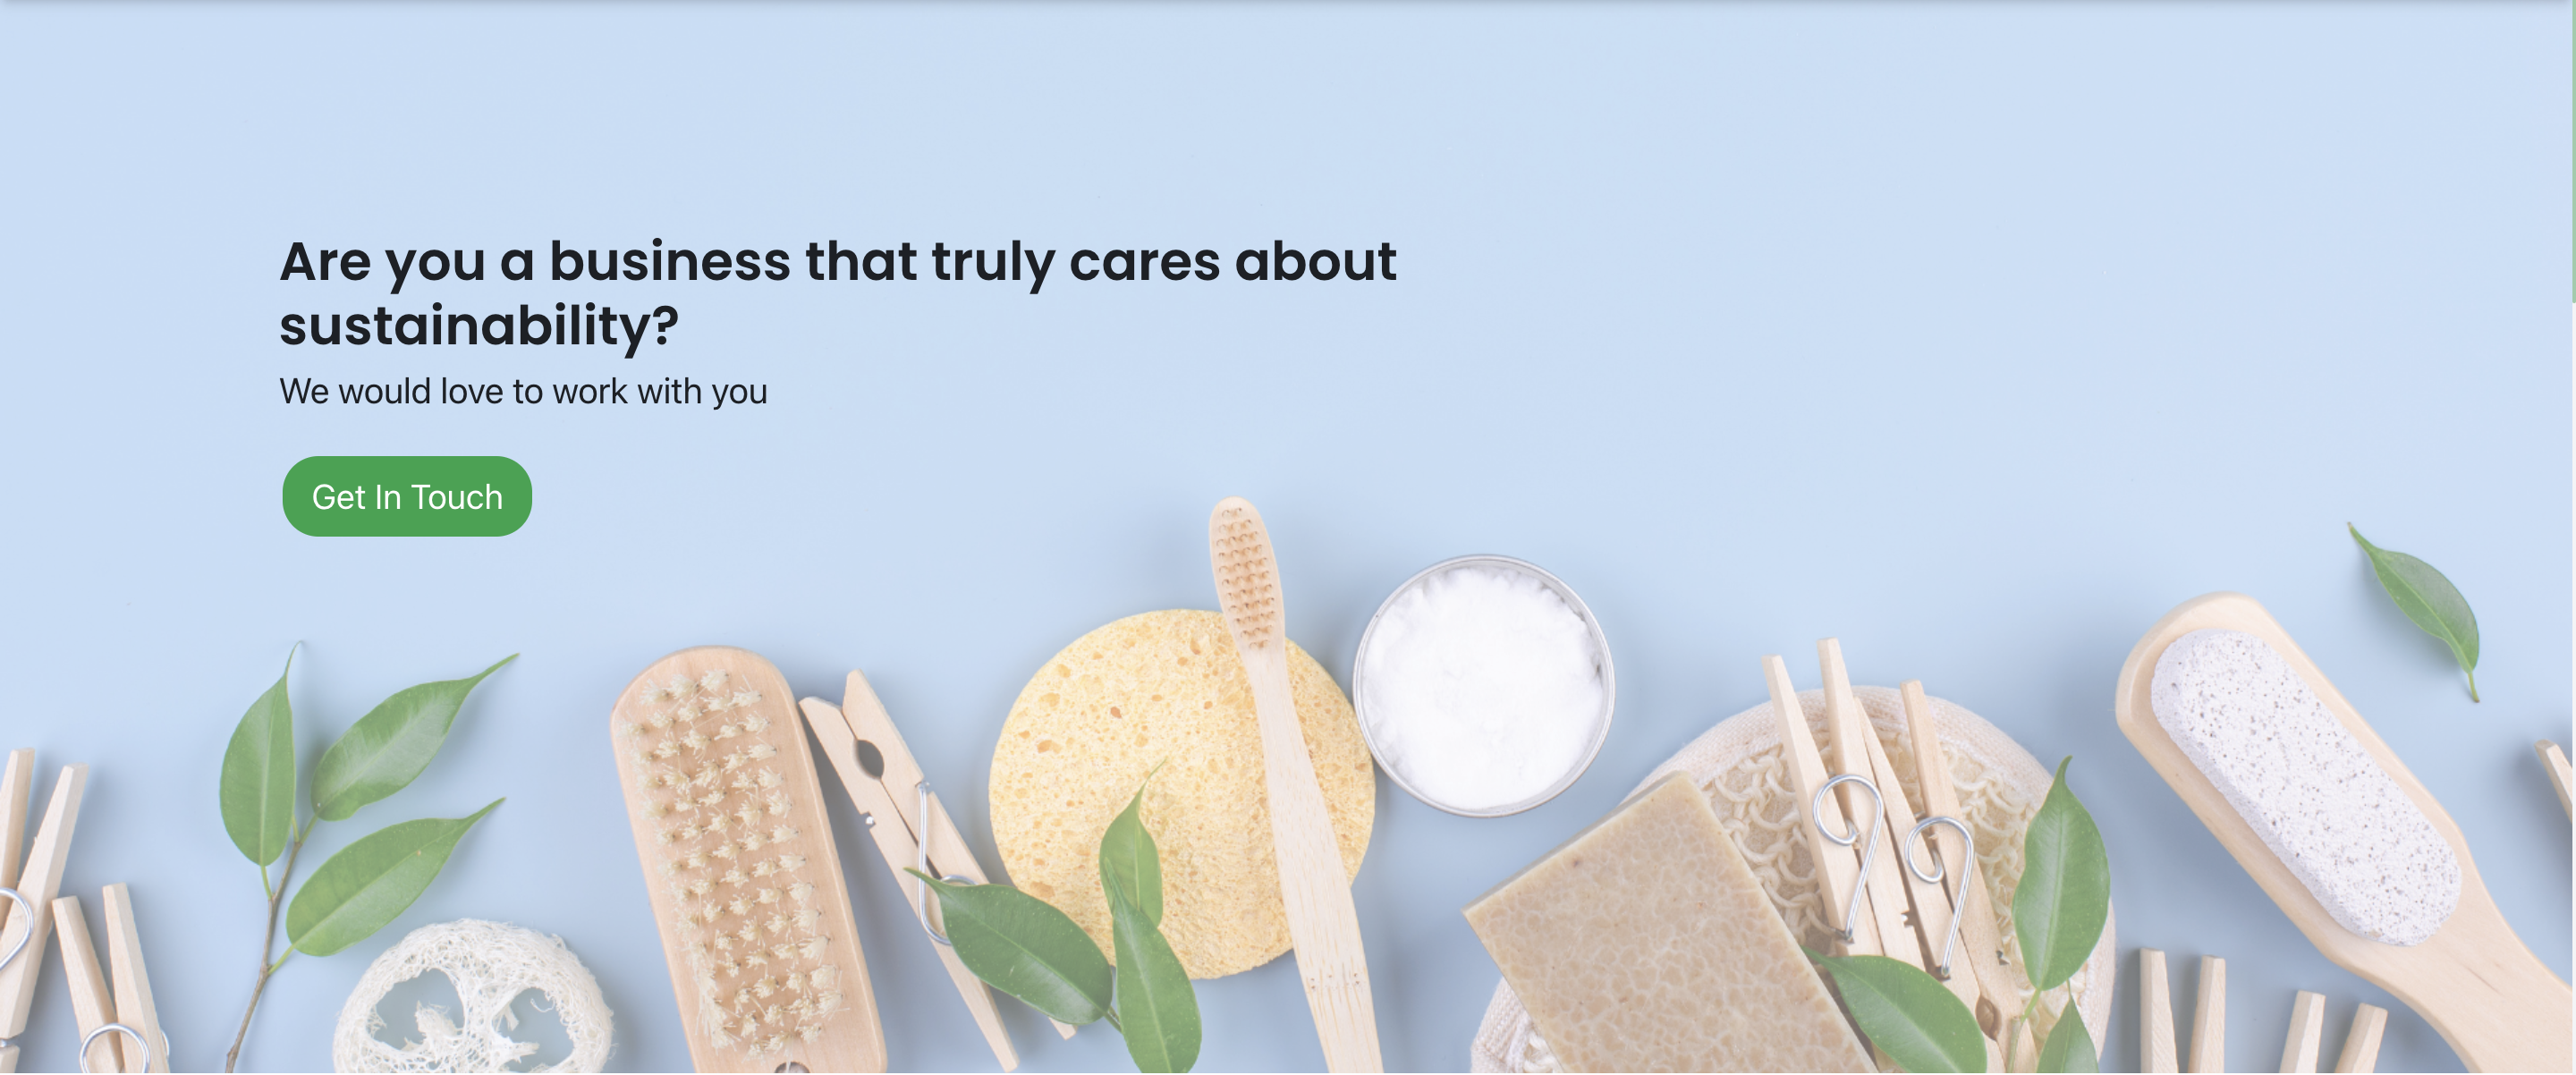 Are you a business that truly cares about
sustainability?
We would love to work with you
Get In Touch